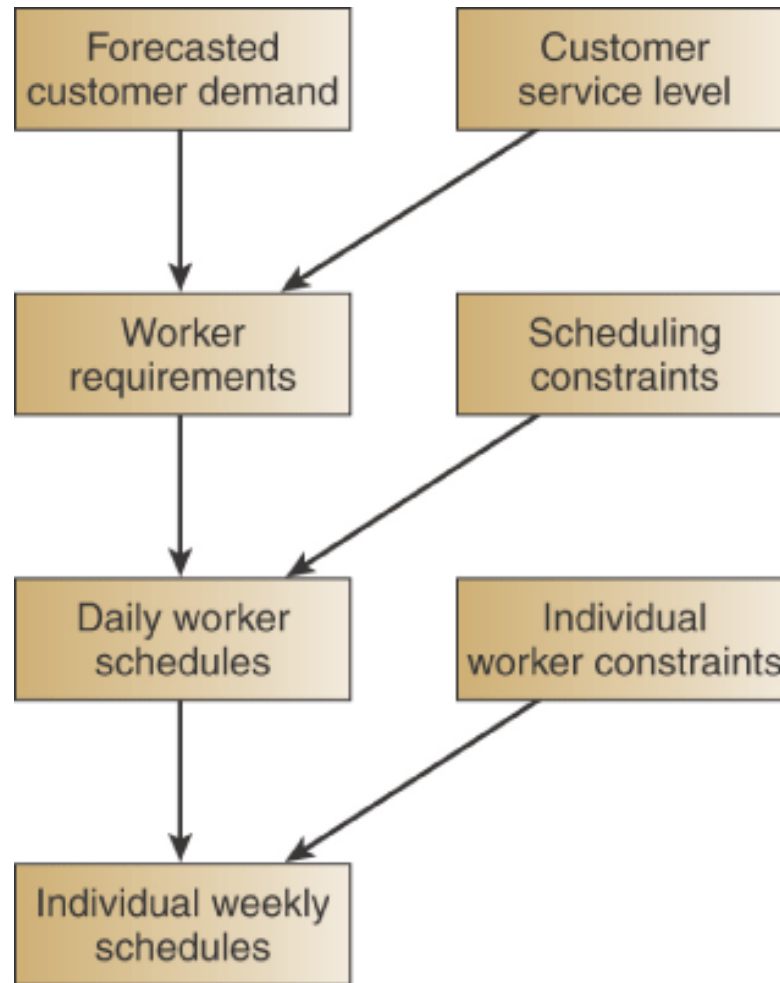 Forecasted
customer demand
Customer
service level
Worker
requirements
Scheduling
constraints
Daily worker
schedules
Individual
worker constraints
Individual weekly
schedules